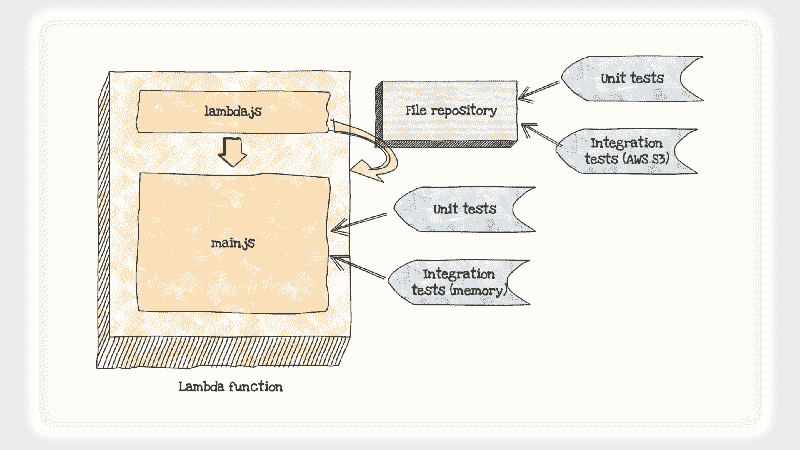 lambda.js
File repository
Unit tests
Integration
tests (AWS S3)
Unit tests
main.js
Integration
tests (memory)
Lambda function